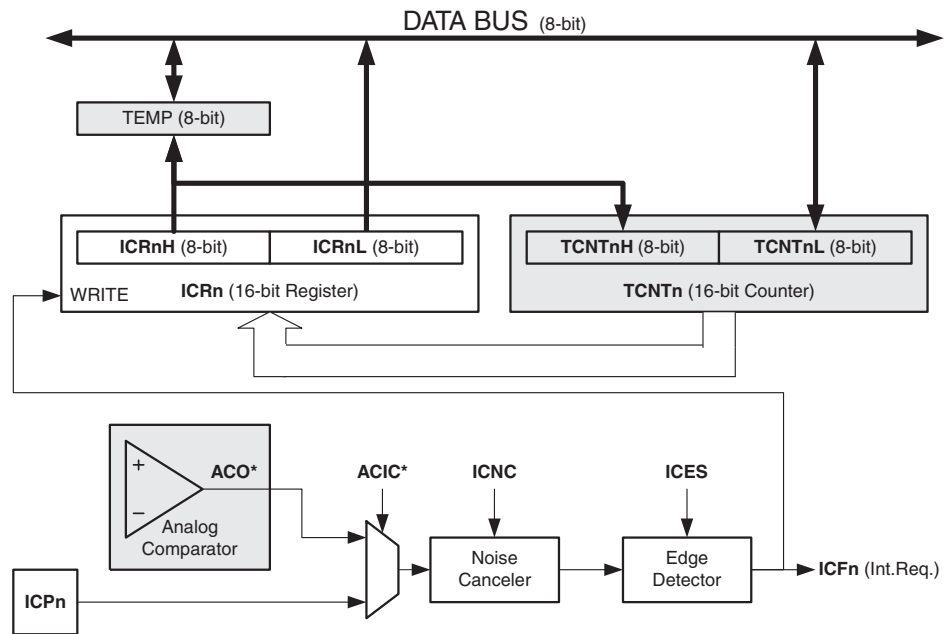 DATA BUS (8-bit)
TEMP (8-bit)
ICRnH (8-bit) ICRnL (8-bit)
TCNTnH (8-bit) TCNTnL (8-bit)
WRITE ICRn (16-bit Register)
TCNTn (16-bit Counter)
+
−
ACO*
Analog
Comparator
ACIC*
ICNC
ICES
Noise
Canceler
Edge
Detector
ICFn (Int.Req.)
ICPn